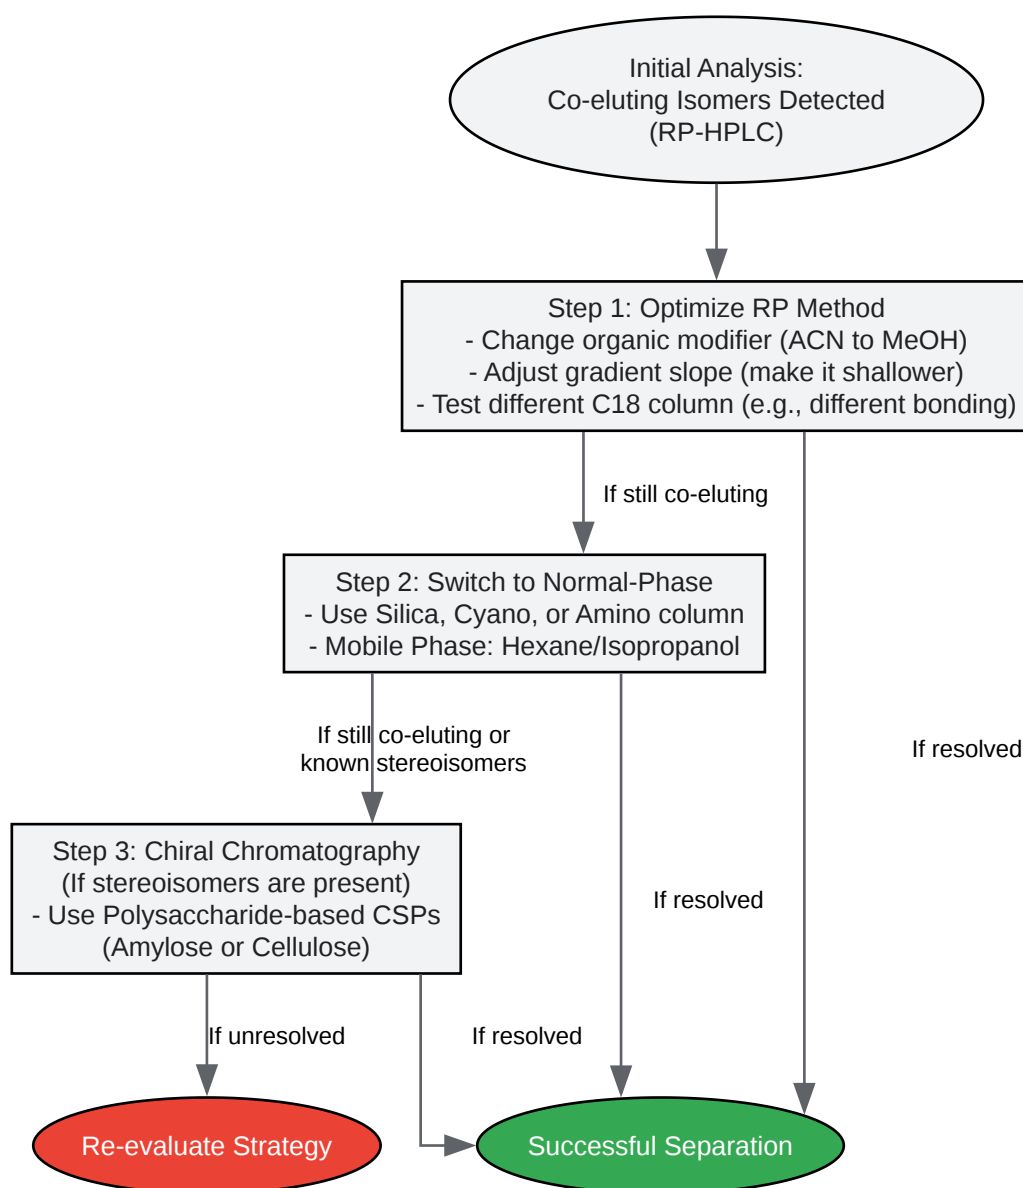 Initial Analysis:
Co-eluting Isomers Detected
(RP-HPLC)
Step 1: Optimize RP Method
- Change organic modifier (ACN to MeOH)
- Adjust gradient slope (make it shallower)
- Test different C18 column (e.g., different bonding)
If still co-eluting
Step 2: Switch to Normal-Phase
- Use Silica, Cyano, or Amino column
- Mobile Phase: Hexane/Isopropanol
If still co-eluting or
known stereoisomers
If resolved
Step 3: Chiral Chromatography
(If stereoisomers are present)
- Use Polysaccharide-based CSPs
(Amylose or Cellulose)
If resolved
If unresolved
If resolved
Re-evaluate Strategy
Successful Separation